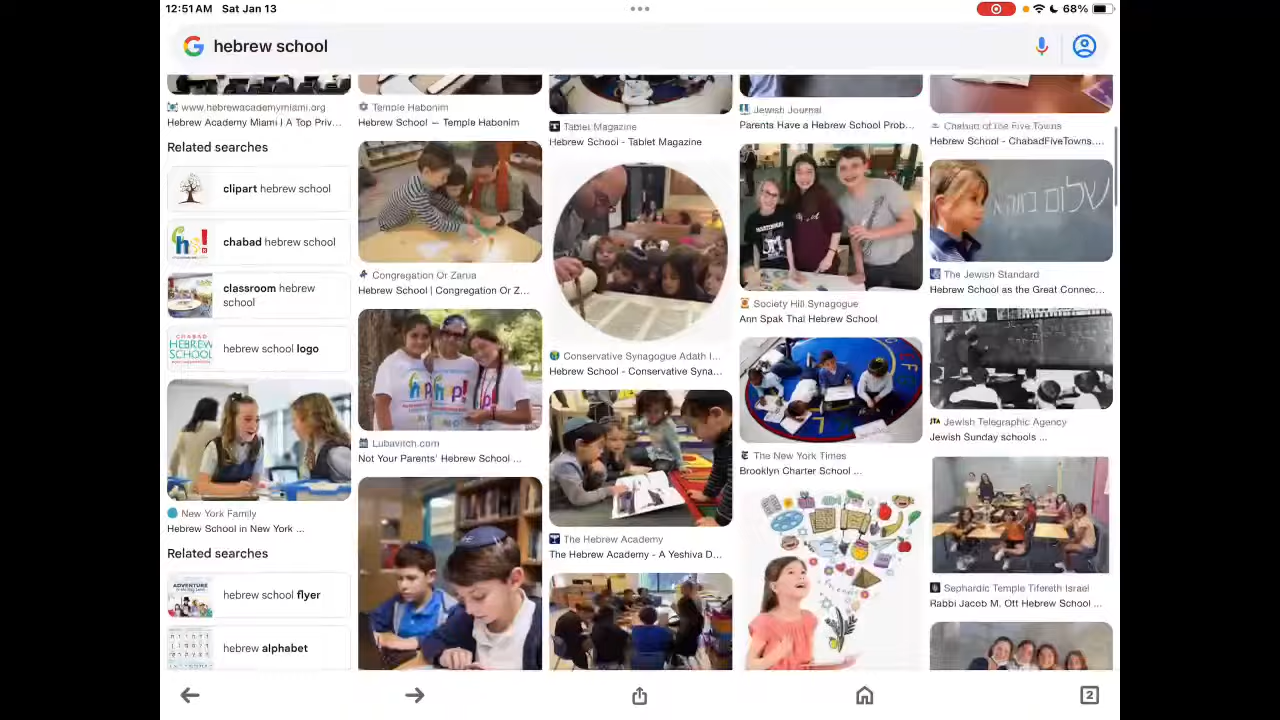 12:51 AM Sat Jan 13
68%
hebrew school
www.hebrewacademymiami.org
Hebrew Academy Miami | A Top Priv...
Related searches
clipart hebrew school
chabad hebrew school
classroom hebrew
school
hebrew school logo
CHABAD
HEBREW
SCHOOL
New York Family
Hebrew School in New York ...
Related searches
ADVENTURE
hebrew school flyer
hebrew alphabet
Temple Habonim
Hebrew School — Temple Habonim
Congregation Or Zarua
Hebrew School | Congregation Or Z...
Lubavitch.com
Not Your Parents' Hebrew School ...
Tablet Magazine
Hebrew School - Tablet Magazine
Conservative Synagogue Adath I...
Hebrew School - Conservative Syna...
The Hebrew Academy
The Hebrew Academy - A Yeshiva D...
Jewish Journal
Parents Have a Hebrew School Prob...
Society Hill Synagogue
Ann Spak Thal Hebrew School
The New York Times
Brooklyn Charter School ...
Chabad of the Five Towns
Hebrew School - ChabadFiveTowns....
שלום
The Jewish Standard
Hebrew School as the Great Connec...
JTA Jewish Telegraphic Agency
Jewish Sunday schools ...
Sephardic Temple Tifereth Israel
Rabbi Jacob M. Ott Hebrew School ...
2